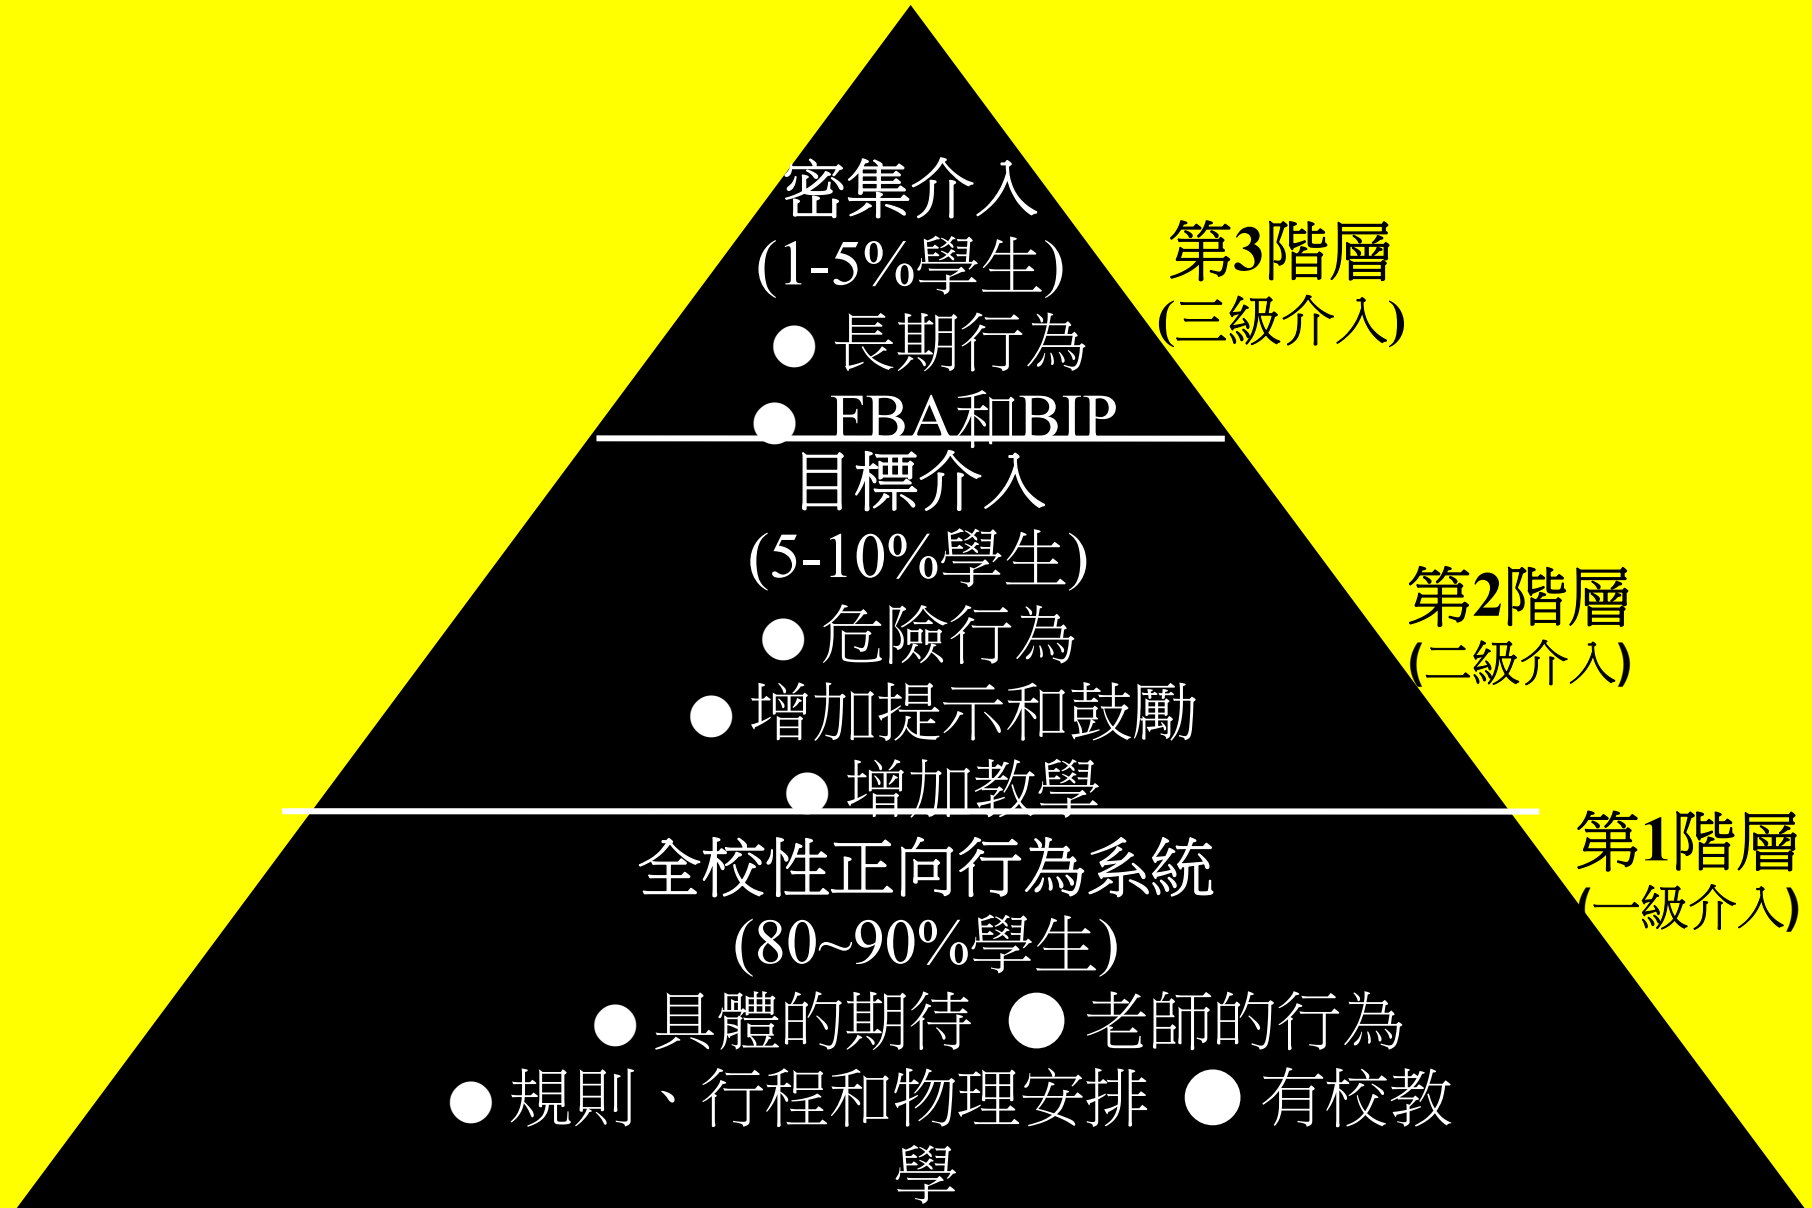 密集介入
(1-5%學生)
● 長期行為
● FBA和BIP
第3階層
(三級介入)
目標介入
(5-10%學生)
● 危險行為
● 增加提示和鼓勵
● 增加教學
第2階層
(二級介入)
全校性正向行為系統
(80~90%學生)
● 具體的期待 ● 老師的行為
● 規則、行程和物理安排 ● 有校教
學
第1階層
(一級介入)